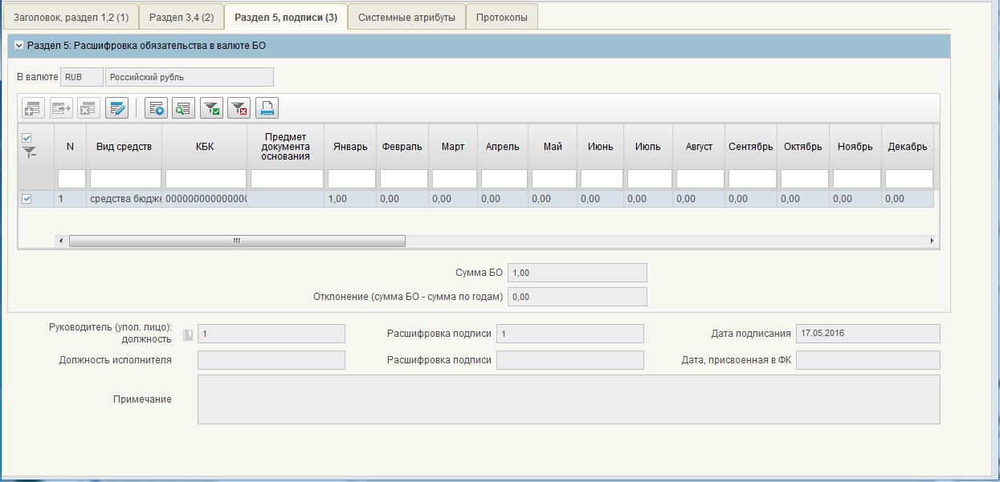 Заголовок, раздел 1,2 (1) Раздел 3,4 (2) Раздел 5, подписи (3) Системные атрибуты Протоколы
Раздел 5: Расшифровка обязательства в валюте БО
В валюте RUB Российский рубль
N Вид средств КБК Предмет документа основания Январь Февраль Март Апрель Май Июнь Июль Август Сентябрь Октябрь Ноябрь Декабрь
1 средства бюдже 1,00 0,00 0,00 0,00 0,00 0,00 0,00 0,00 0,00 0,00 0,00 0,00
Сумма БО 1,00
Отклонение (сумма БО - сумма по годам) 0,00
Руководитель (упол. лицо): должность 1 Расшифровка подписи 1 Дата подписания 17.05.2016
Должность исполнителя Расшифровка подписи Дата, присвоенная в ФК
Примечание